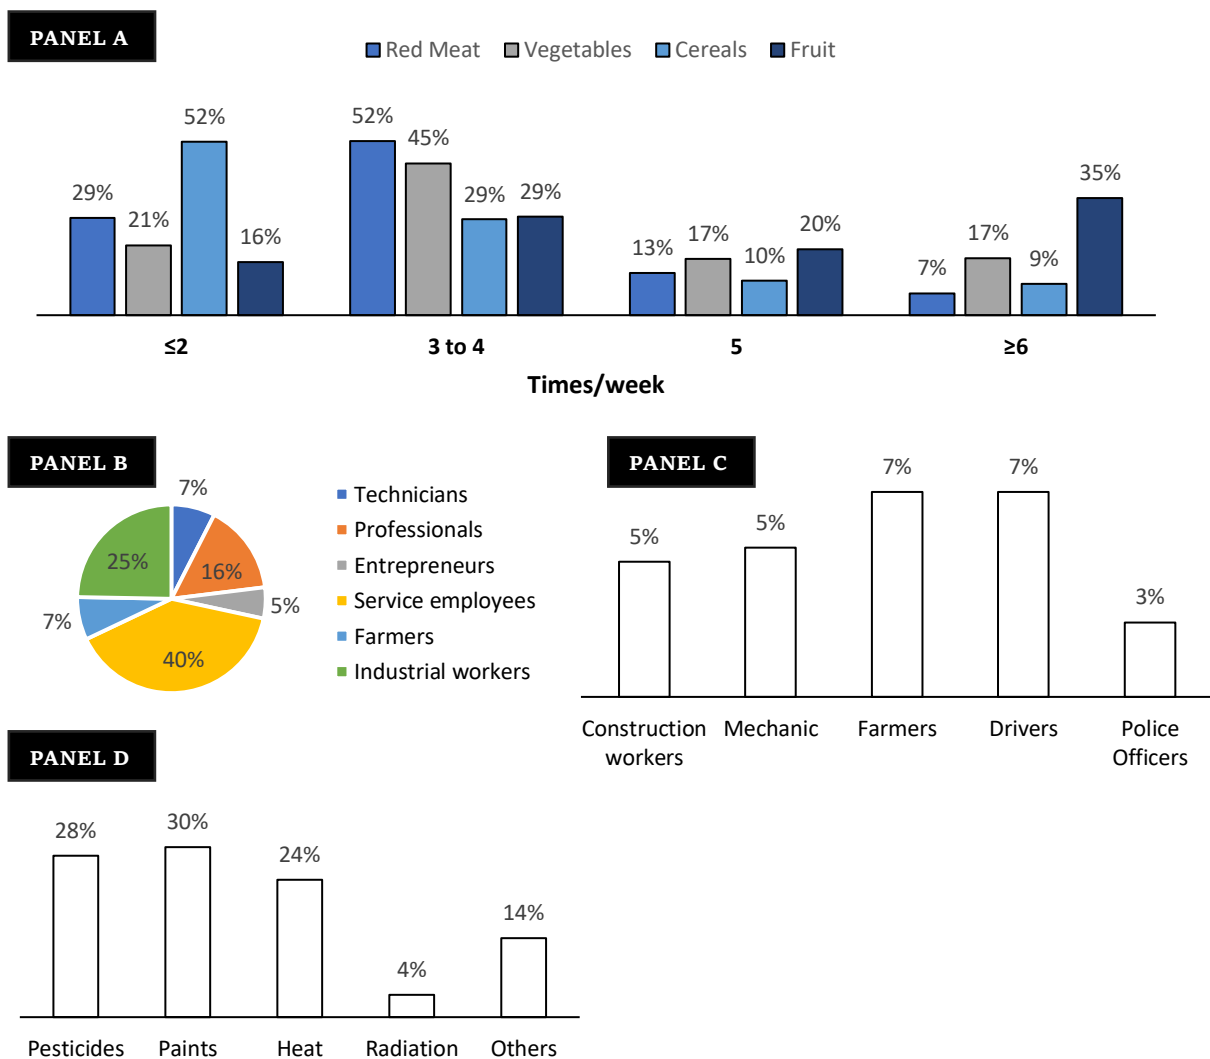 PANEL A
Red Meat Vegetables Cereals Fruit
29% 21% 52% 16%
52% 45% 29% 29%
13% 17% 10% 20%
7% 17% 9% 35%
≤2 3 to 4 5 ≥6
Times/week
PANEL B
7%
16%
5%
40%
7%
25%
Technicians
Professionals
Entrepreneurs
Service employees
Farmers
Industrial workers
PANEL C
5% 5% 7% 7% 3%
Construction workers
Mechanic
Farmers
Drivers
Police Officers
PANEL D
28% 30% 24% 4% 14%
Pesticides Paints Heat Radiation Others